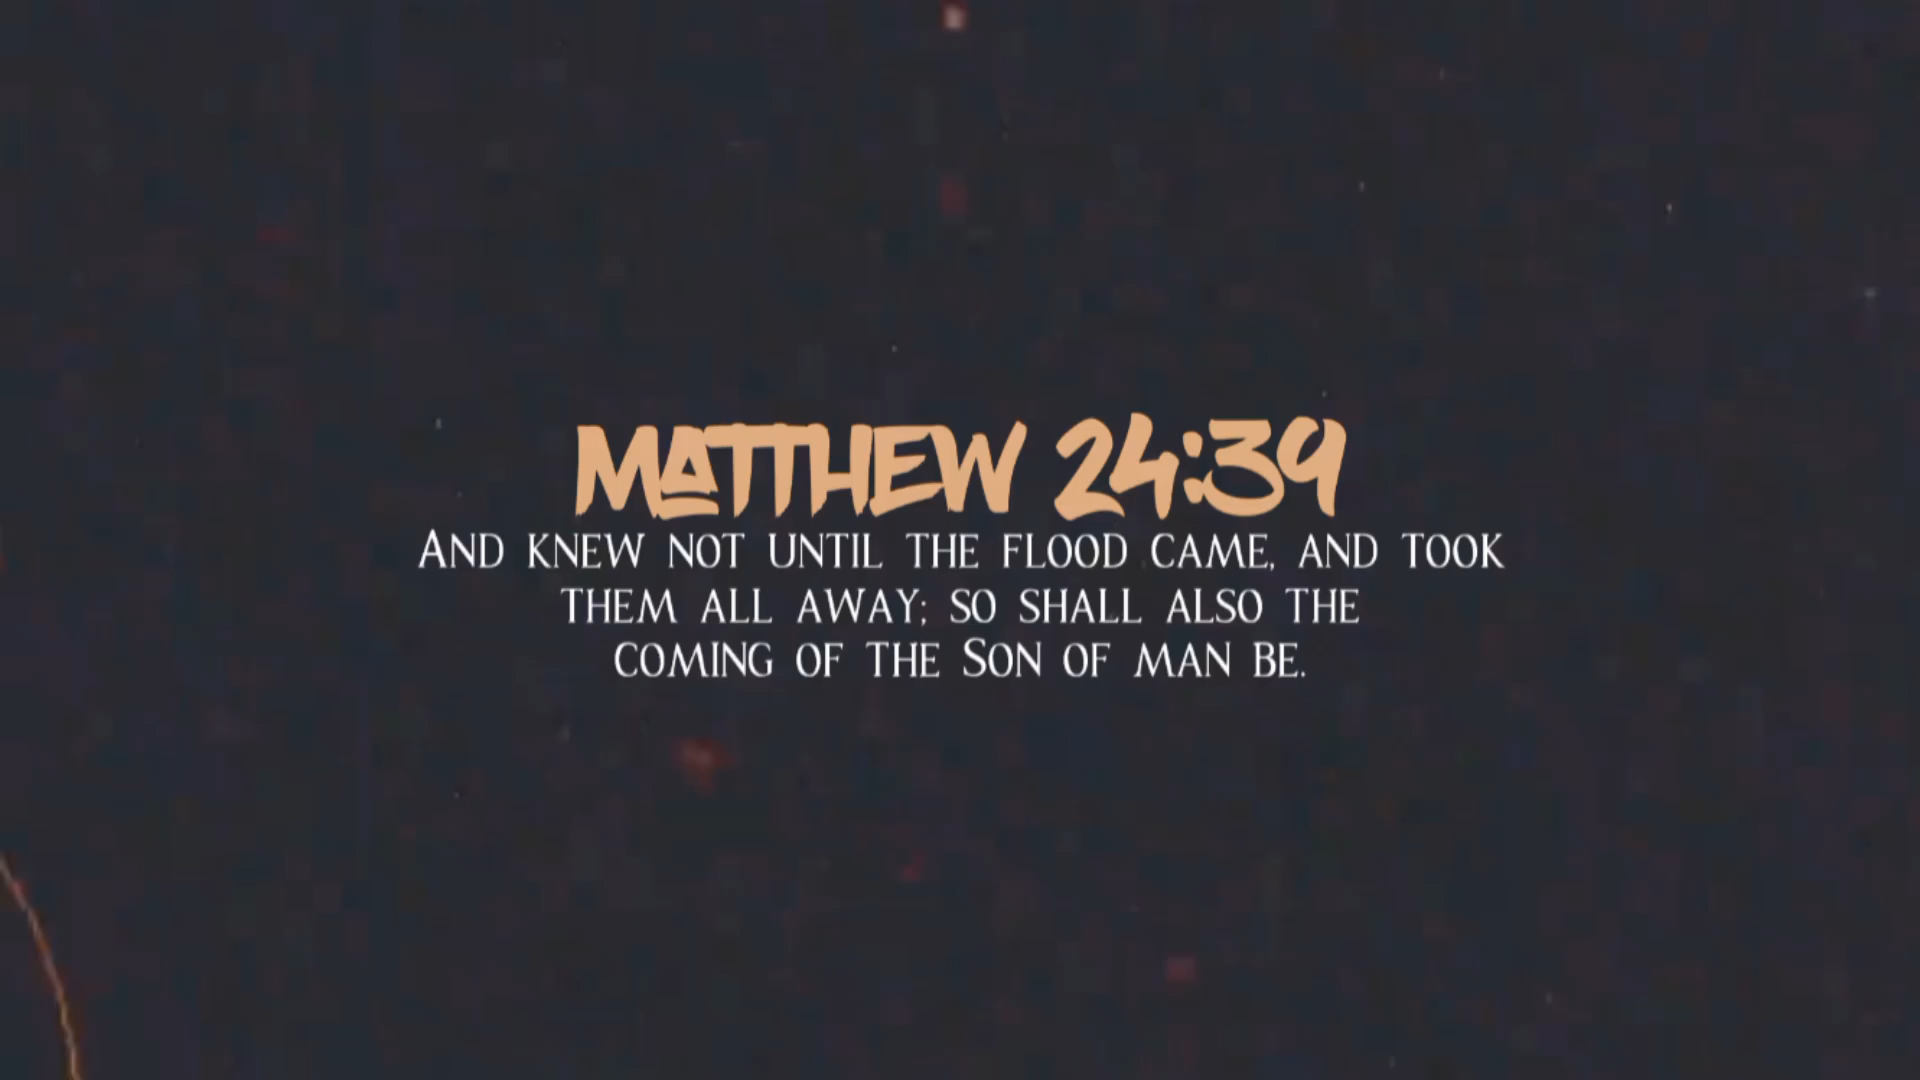 MATTHEW 24:39
And knew not until the flood came, and took
them all away; so shall also the
coming of the Son of man be.